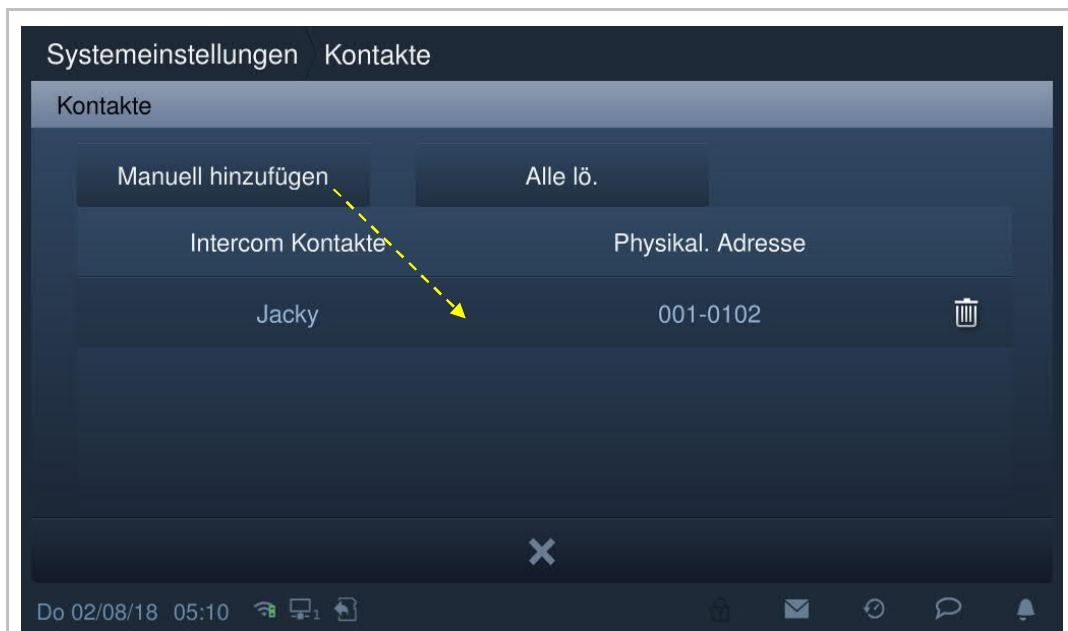 Systemeinstellungen Kontakte
Kontakte
Manuell hinzufügen Alle lö.
Intercom Kontakte Physikal. Adresse
Jacky 001-0102
Do 02/08/18 05:10 1